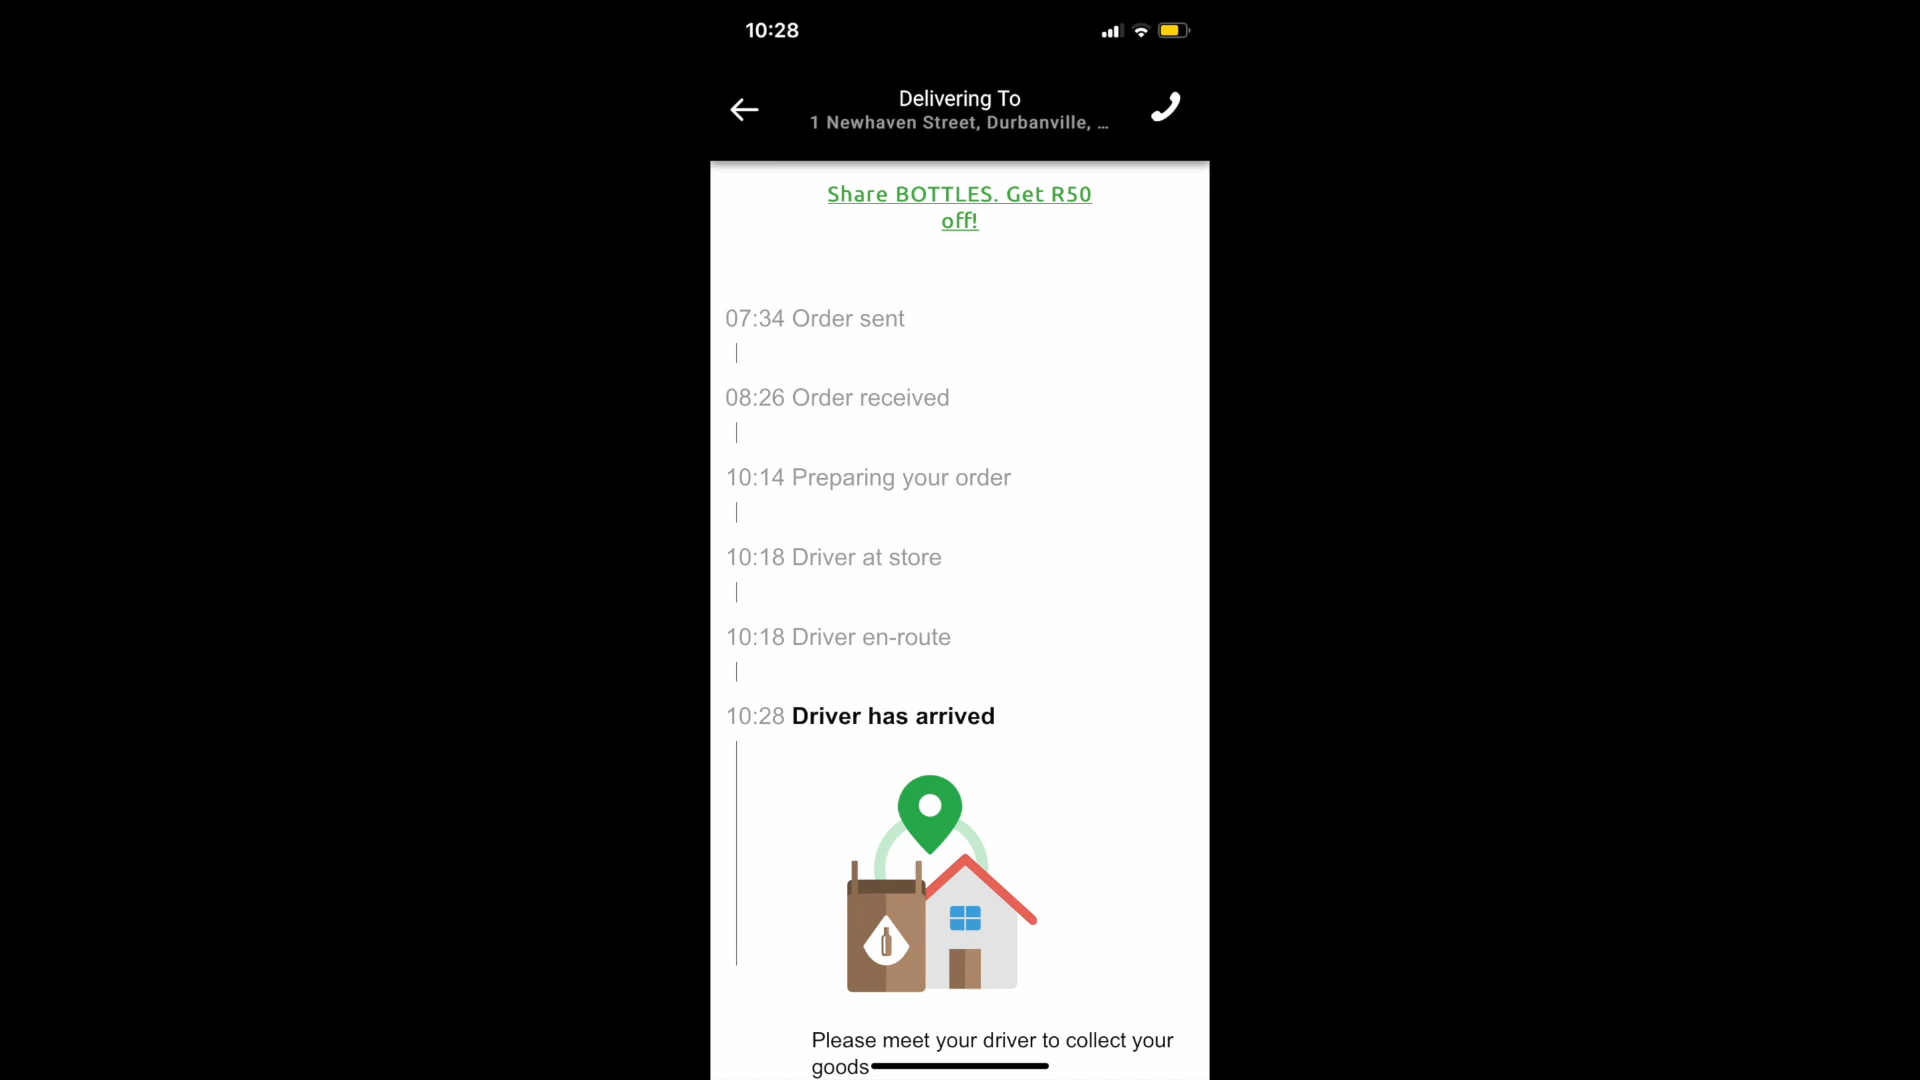 10:28
Delivering To
1 Newhaven Street, Durbanville, ...
Share BOTTLES. Get R50
off!
07:34 Order sent
08:26 Order received
10:14 Preparing your order
10:18 Driver at store
10:18 Driver en-route
10:28 Driver has arrived
Please meet your driver to collect your
goods